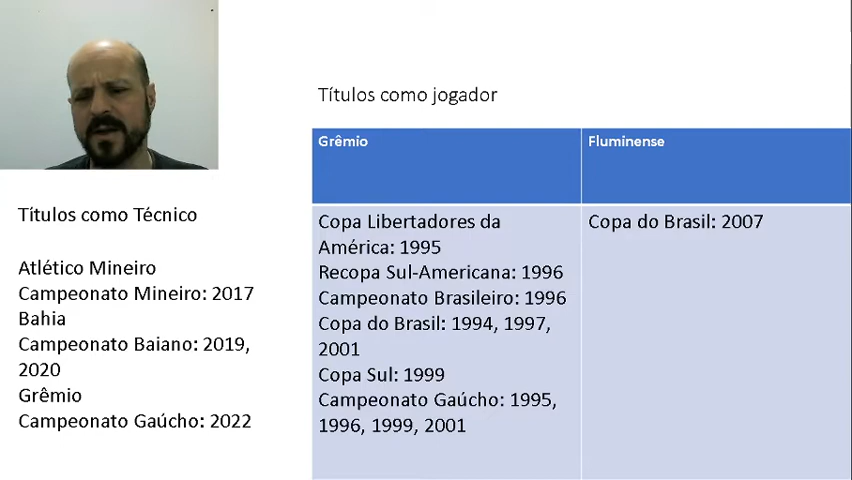 Títulos como jogador
Grêmio
Fluminense
Copa Libertadores da
América: 1995
Recopa Sul-Americana: 1996
Campeonato Brasileiro: 1996
Copa do Brasil: 1994, 1997,
2001
Copa Sul: 1999
Campeonato Gaúcho: 1995,
1996, 1999, 2001
Copa do Brasil: 2007
Títulos como Técnico
Atlético Mineiro
Campeonato Mineiro: 2017
Bahia
Campeonato Baiano: 2019,
2020
Grêmio
Campeonato Gaúcho: 2022